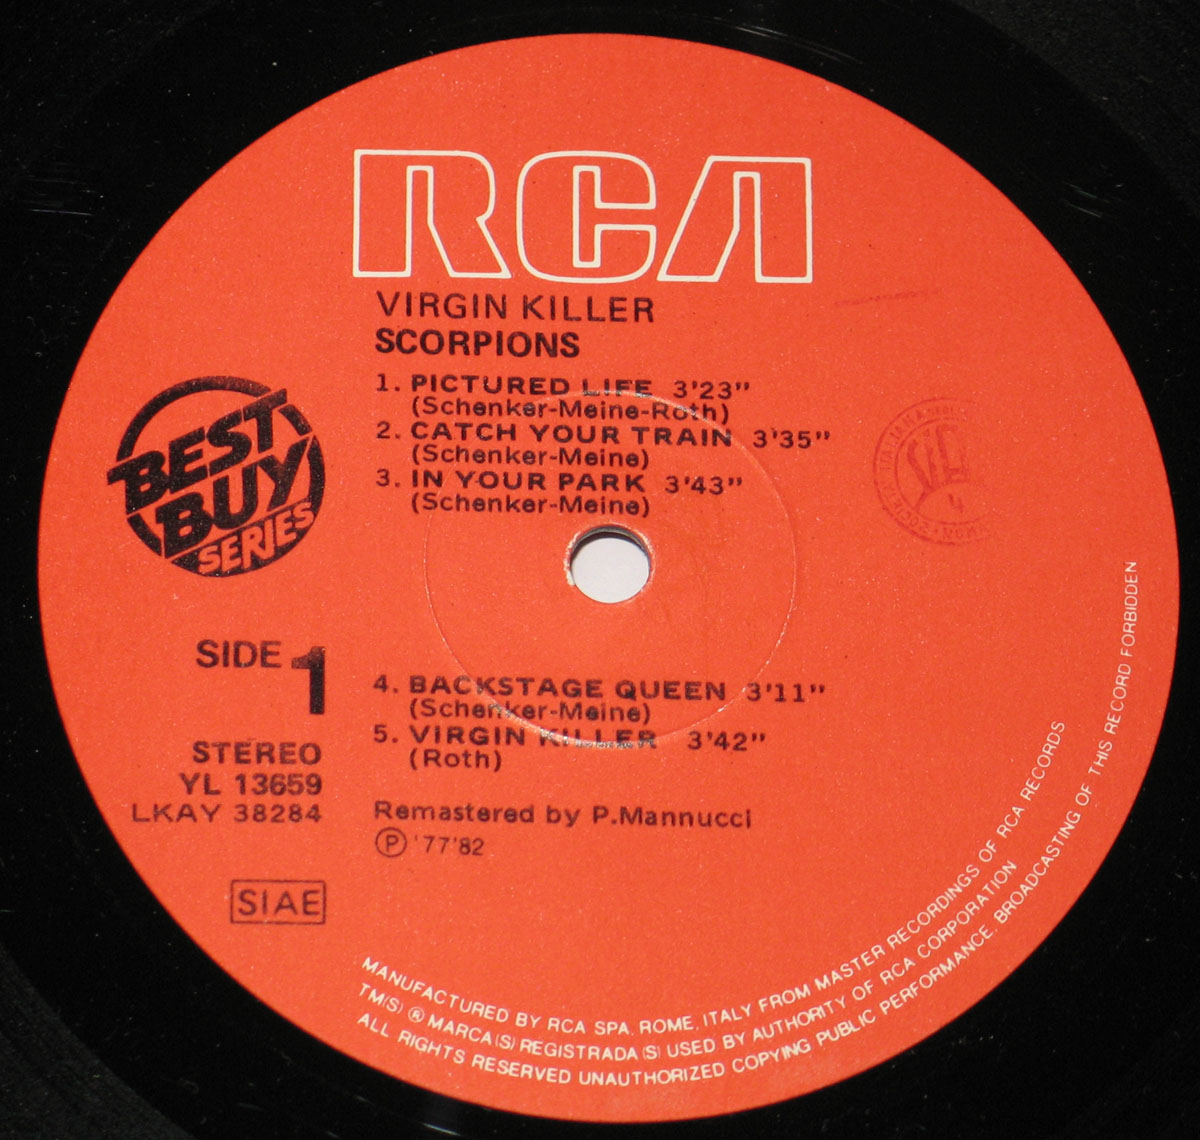 RCA
VIRGIN KILLER
SCORPIONS
1. PICTURED LIFE 3'23"
(Schenker-Meine-Roth)
2. CATCH YOUR TRAIN 3'35"
(Schenker-Meine)
3. IN YOUR PARK 3'43"
(Schenker-Meine)
BEST
BUY
SERIES
SIDE 1
STEREO
YL 13659
LKAY 38284
SIAE
4. BACKSTAGE QUEEN 3'11"
(Schenker-Meine)
5. VIRGIN KILLER 3'42"
(Roth)
Remastered by P.Mannucci
Ⓟ '77'82
MANUFACTURED BY RCA SPA. ROME, ITALY FROM MASTER RECORDINGS OF RCA RECORDS
TM(S) ® MARCA(S) REGISTRADA(S) USED BY AUTHORITY OF RCA CORPORATION
ALL RIGHTS RESERVED UNAUTHORIZED COPYING PUBLIC PERFORMANCE, BROADCASTING OF THIS RECORD FORBIDDEN